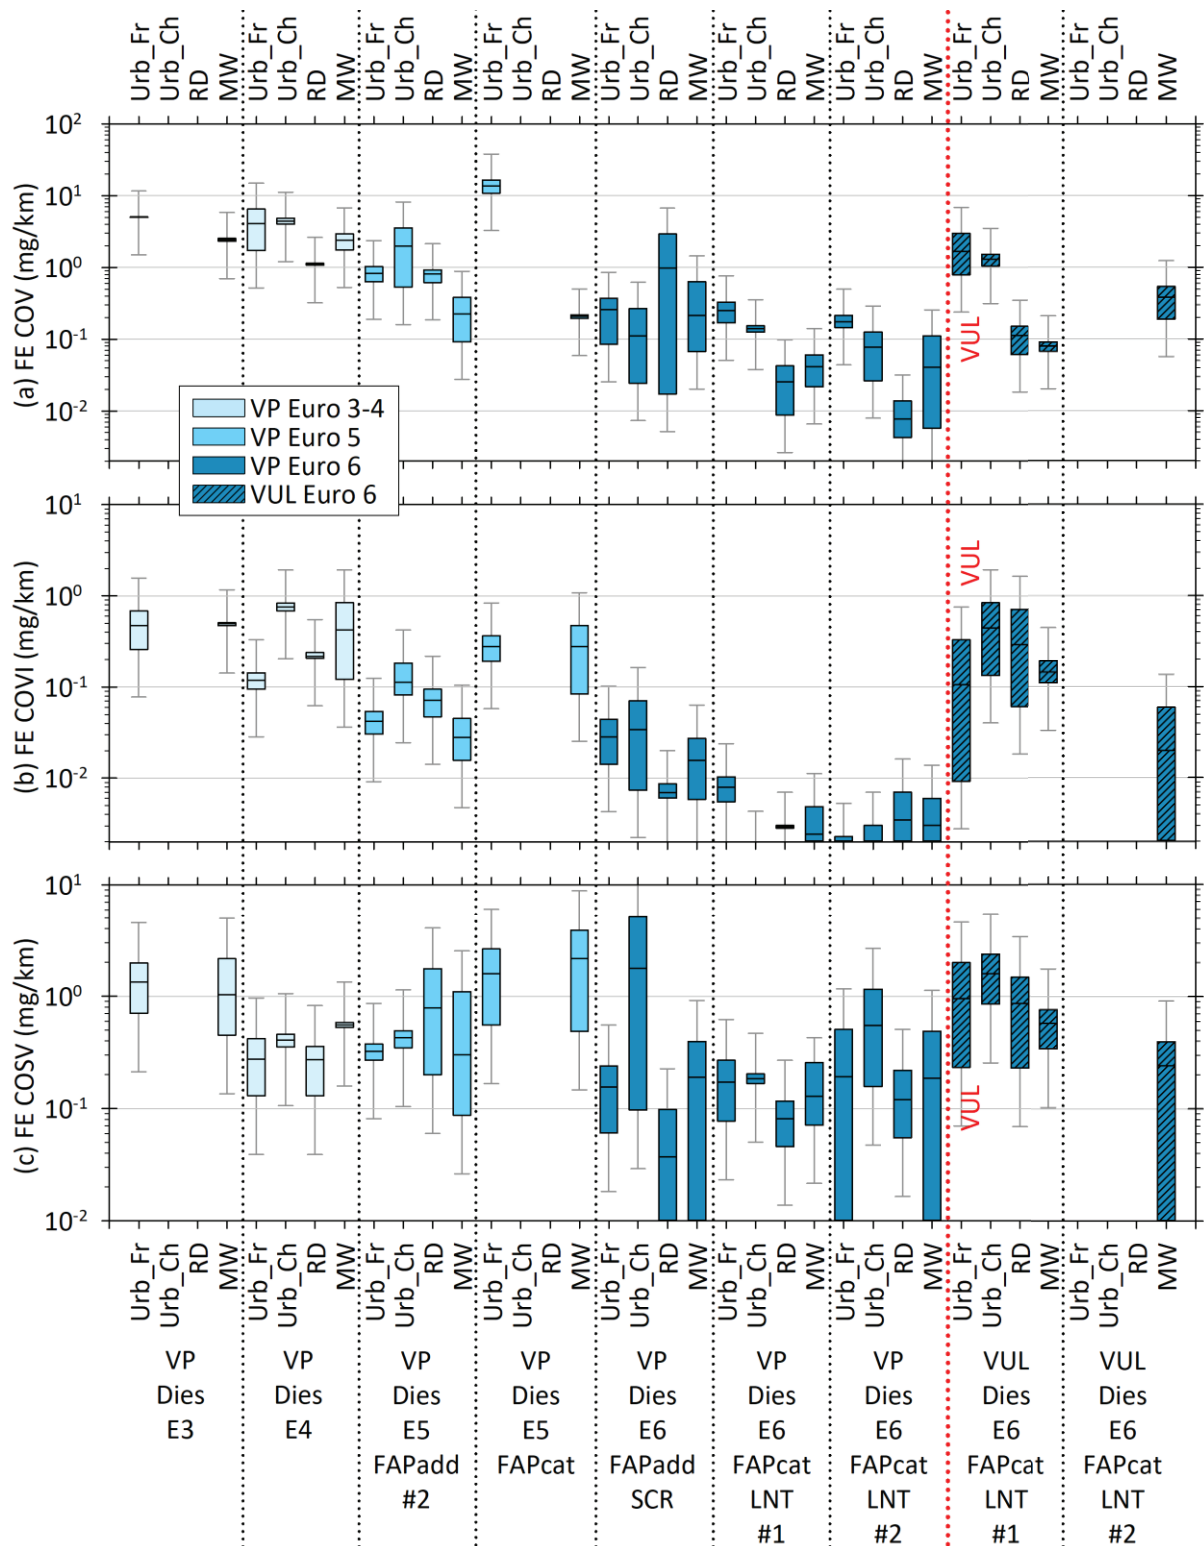 Urb_Fr Urb_Ch RD MW Urb_Fr Urb_Ch RD MW Urb_Fr Urb_Ch RD MW Urb_Fr Urb_Ch RD MW Urb_Fr Urb_Ch RD MW Urb_Fr Urb_Ch RD MW Urb_Fr Urb_Ch RD MW Urb_Fr Urb_Ch RD MW Urb_Fr Urb_Ch RD MW
(a) FE COV (mg/km)
10²
10¹
10⁰
10⁻¹
10⁻²
VUL
VP Euro 3-4
VP Euro 5
VP Euro 6
VUL Euro 6
(b) FE COVI (mg/km)
10¹
10⁰
10⁻¹
10⁻²
VUL
(c) FE COSV (mg/km)
10¹
10⁰
10⁻¹
10⁻²
VUL
Urb_Fr Urb_Ch RD MW Urb_Fr Urb_Ch RD MW Urb_Fr Urb_Ch RD MW Urb_Fr Urb_Ch RD MW Urb_Fr Urb_Ch RD MW Urb_Fr Urb_Ch RD MW Urb_Fr Urb_Ch RD MW Urb_Fr Urb_Ch RD MW Urb_Fr Urb_Ch RD MW
VP
Dies
E3
VP
Dies
E4
VP
Dies
E5
FAPadd
#2
VP
Dies
E5
FAPcat
VP
Dies
E6
FAPadd
SCR
VP
Dies
E6
FAPcat
LNT
#1
VP
Dies
E6
FAPcat
LNT
#2
VUL
Dies
E6
FAPcat
LNT
#1
VUL
Dies
E6
FAPcat
LNT
#2